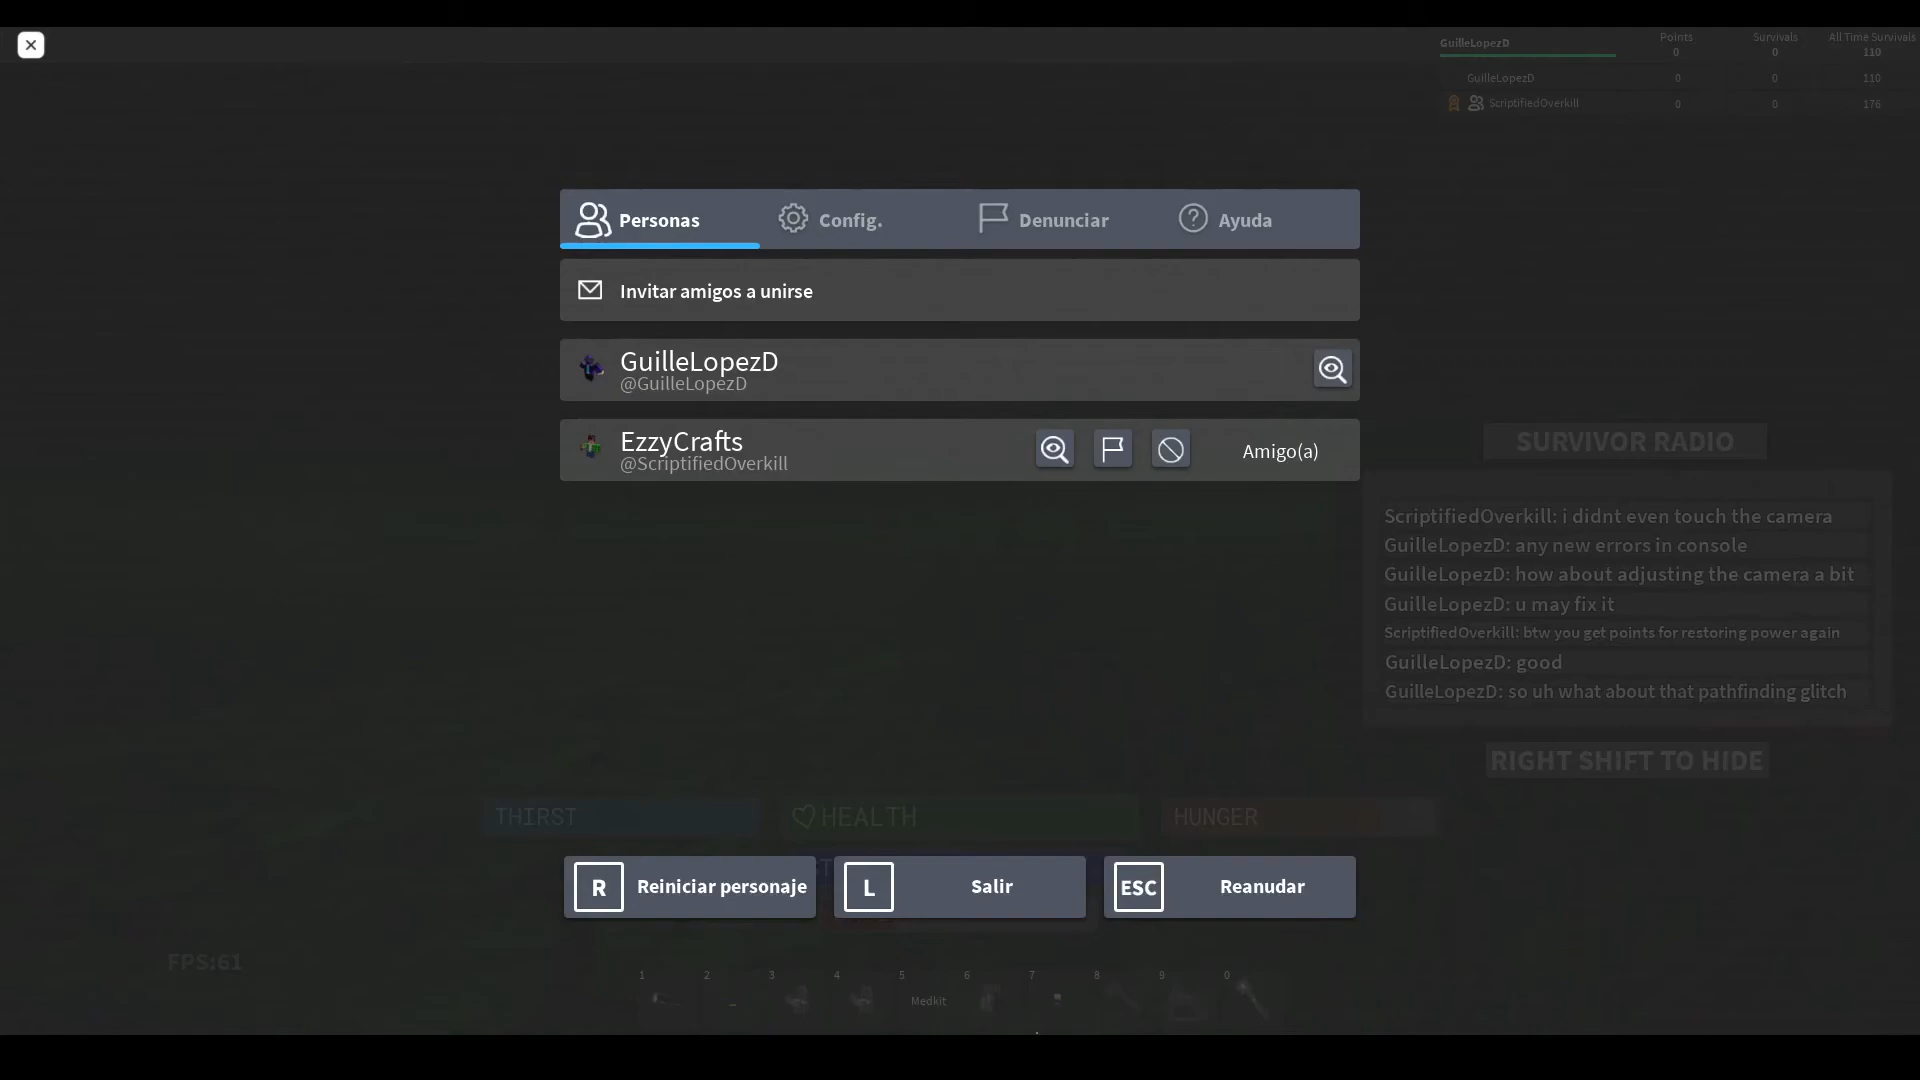 GuilleLopezD
Points
Survivals
All Time Survivals
0
0
110
GuilleLopezD
0
0
110
ScriptifiedOverkill
0
0
176
Personas
Config.
Denunciar
Ayuda
Invitar amigos a unirse
GuilleLopezD
@GuilleLopezD
EzzyCrafts
@ScriptifiedOverkill
Amigo(a)
SURVIVOR RADIO
ScriptifiedOverkill: i didnt even touch the camera
GuilleLopezD: any new errors in console
GuilleLopezD: how about adjusting the camera a bit
GuilleLopezD: u may fix it
ScriptifiedOverkill: btw you get points for restoring power again
GuilleLopezD: good
GuilleLopezD: so uh what about that pathfinding glitch
RIGHT SHIFT TO HIDE
THIRST
HEALTH
HUNGER
R
Reiniciar personaje
L
Salir
ESC
Reanudar
FPS:61
1
2
3
4
5
6
7
8
9
0
Medkit